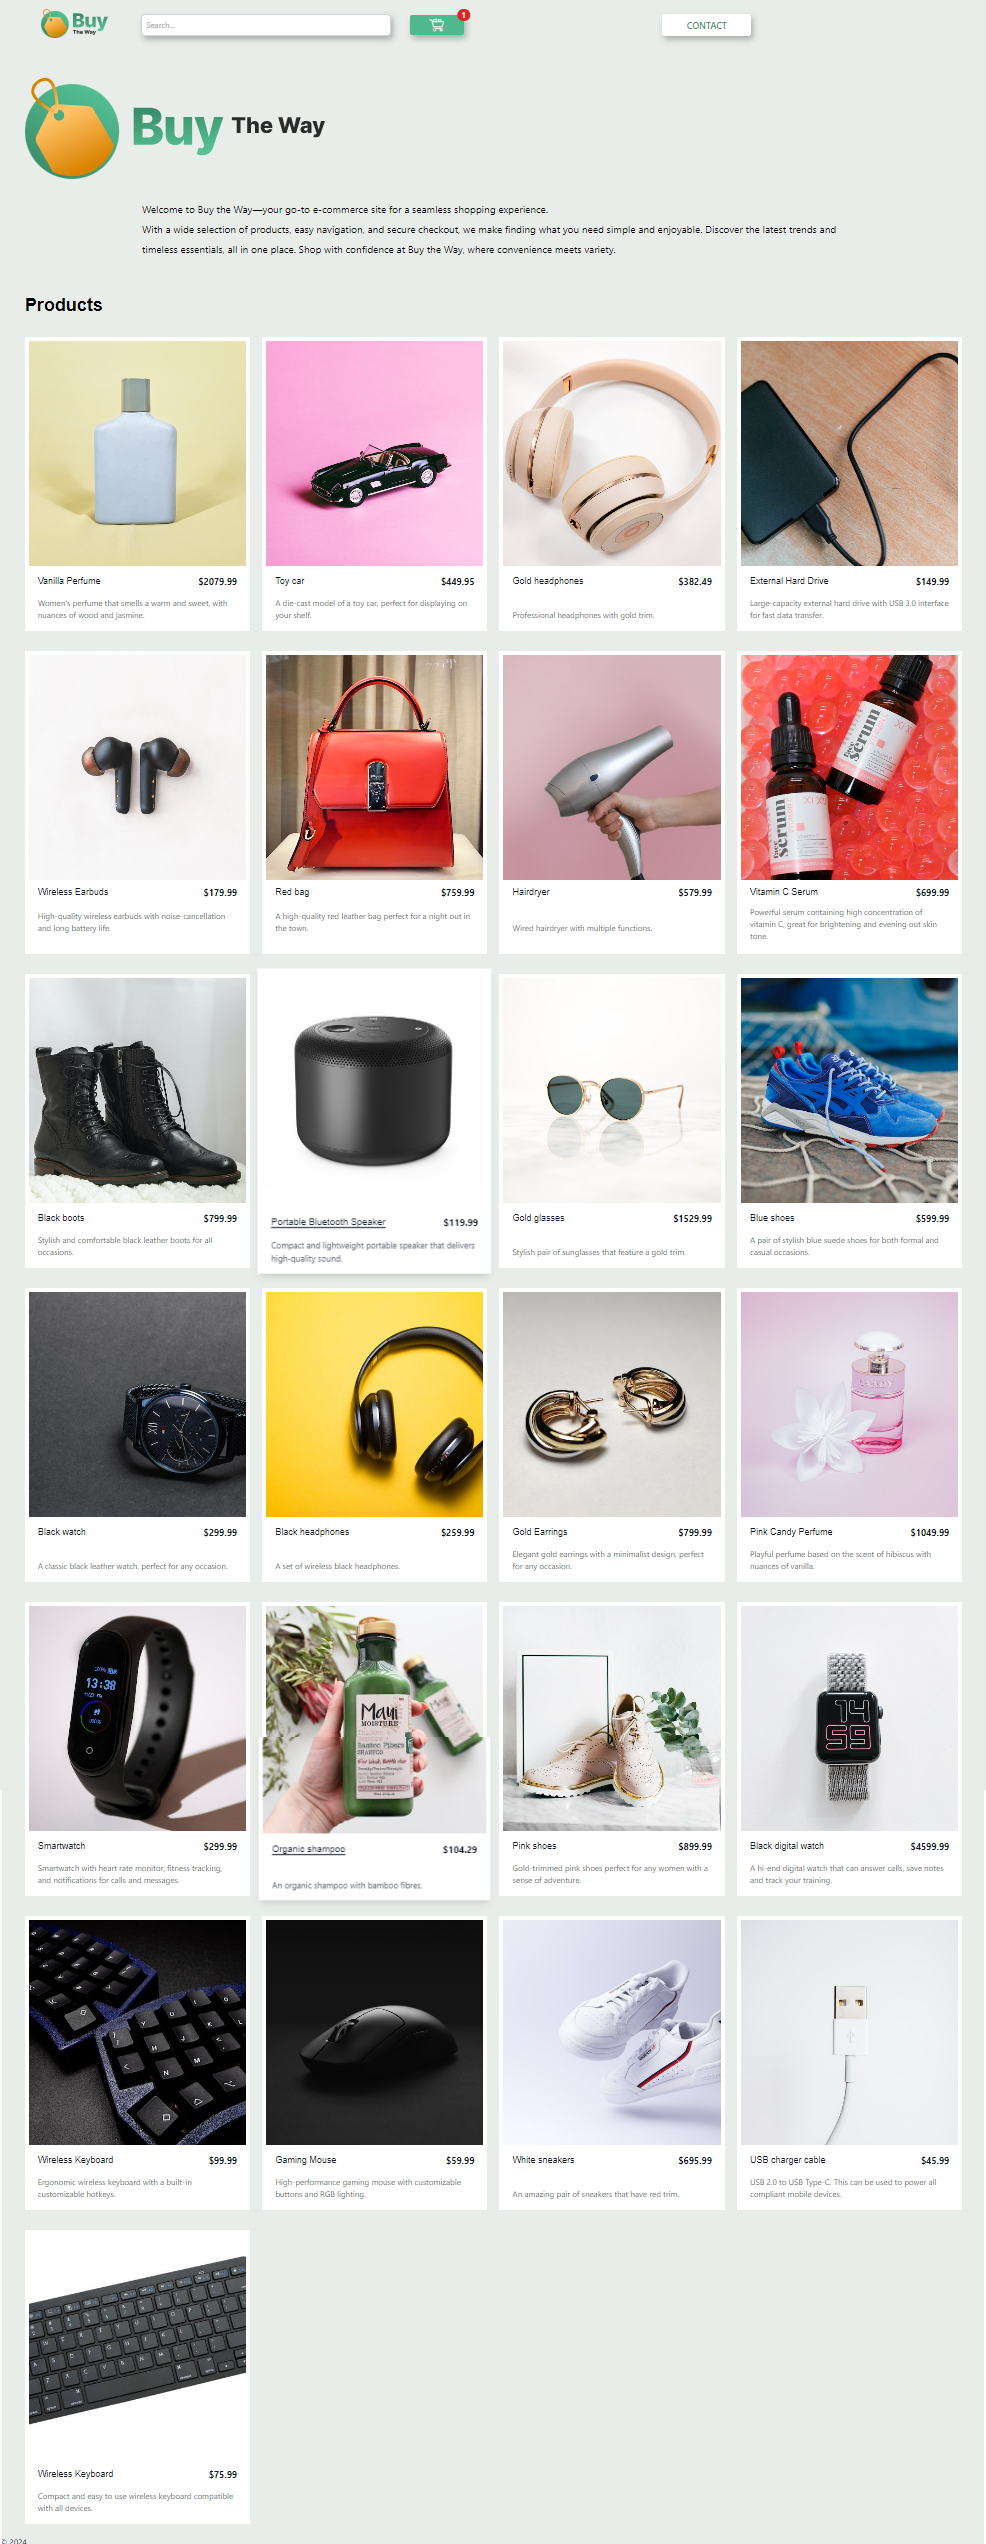 Buy
The Way
Search...
1
CONTACT
Buy The Way
Welcome to Buy the Way—your go-to e-commerce site for a seamless shopping experience.
With a wide selection of products, easy navigation, and secure checkout, we make finding what you need simple and enjoyable. Discover the latest trends and
timeless essentials, all in one place. Shop with confidence at Buy the Way, where convenience meets variety.
Products
Vanilla Perfume $2079.99
Women's perfume that smells a warm and sweet, with
nuances of wood and jasmine.
Toy car $449.95
A die-cast model of a toy car, perfect for displaying on
your shelf.
Gold headphones $382.49
Professional headphones with gold trim.
External Hard Drive $149.99
Large-capacity external hard drive with USB 3.0 interface
for fast data transfer.
face
serum
face
serum
Wireless Earbuds $179.99
High-quality wireless earbuds with noise-cancellation
and long battery life.
Red bag $759.99
A high-quality red leather bag perfect for a night out in
the town.
Hairdryer $579.99
Wired hairdryer with multiple functions.
Vitamin C Serum $699.99
Powerful serum containing high concentration of
vitamin C, great for brightening and evening out skin
tone.
Black boots $799.99
Stylish and comfortable black leather boots for all
occasions.
Portable Bluetooth Speaker $119.99
Compact and lightweight portable speaker that delivers
high-quality sound.
Gold glasses $1529.99
Stylish pair of sunglasses that feature a gold trim.
Blue shoes $599.99
A pair of stylish blue suede shoes for both formal and
casual occasions.
Black watch $299.99
A classic black leather watch, perfect for any occasion.
Black headphones $259.99
A set of wireless black headphones.
Gold Earrings $799.99
Elegant gold earrings with a minimalist design, perfect
for any occasion.
Pink Candy Perfume $1049.99
Playful perfume based on the scent of hibiscus with
nuances of vanilla.
13:38
Maui
MOISTURE
Bamboo Fibers
SHAMPOO
14
59
Smartwatch $299.99
Smartwatch with heart rate monitor, fitness tracking,
and notifications for calls and messages.
Organic shampoo $104.29
An organic shampoo with bamboo fibres.
Pink shoes $899.99
Gold-trimmed pink shoes perfect for any women with a
sense of adventure.
Black digital watch $4599.99
A hi-end digital watch that can answer calls, save notes
and track your training.
Wireless Keyboard $99.99
Ergonomic wireless keyboard with a built-in
customizable hotkeys.
Gaming Mouse $59.99
High-performance gaming mouse with customizable
buttons and RGB lighting.
White sneakers $695.99
An amazing pair of sneakers that have red trim.
USB charger cable $45.99
USB 2.0 to USB Type-C. This can be used to power all
compliant mobile devices.
Wireless Keyboard $75.99
Compact and easy to use wireless keyboard compatible
with all devices.
© 2024